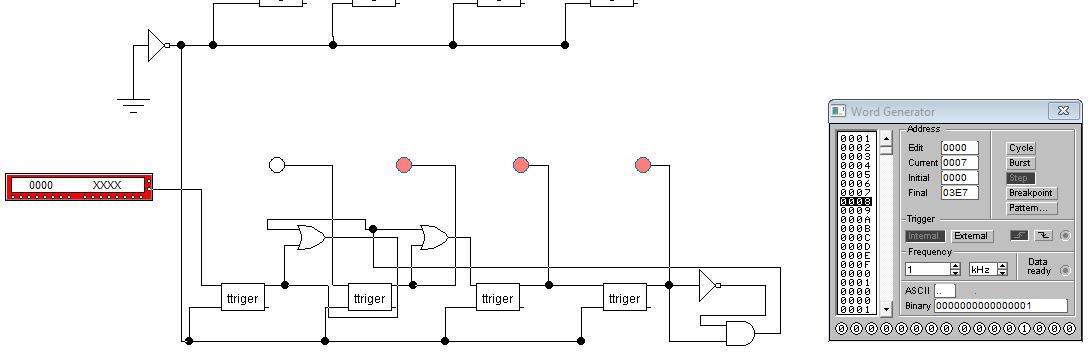 Word Generator
0000 XXXX
ttriger ttriger ttriger ttriger
0001
0002
0003
0004
0005
0006
0007
0008
0009
000A
000B
000C
000D
000E
000F
0000
0001
0000
0000
0001
Address
Edit 0000
Current 0007
Initial 0000
Final 03E7
Cycle
Burst
Step
Breakpoint
Pattern...
Trigger
Internal External
Frequency
1 kHz
Data
ready
ASCII .. .
Binary 0000000000000001
0 0 0 0 0 0 0 0 0 0 0 0 1 0 0 0